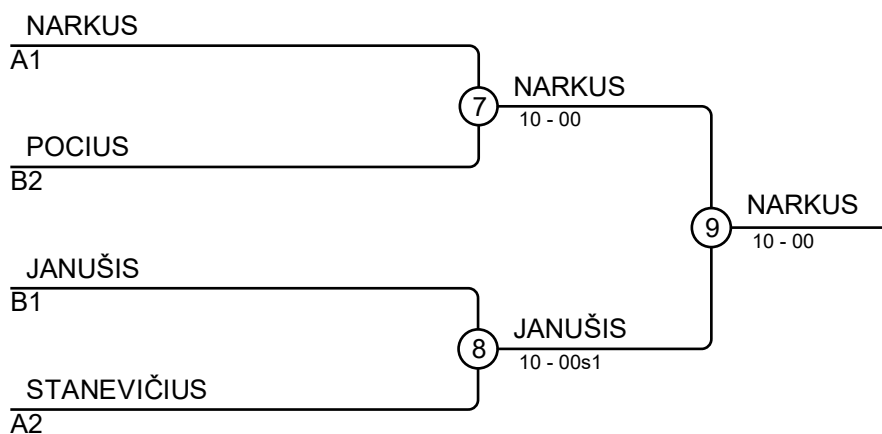 NARKUS
A1
7
NARKUS
10 - 00
POCIUS
B2
9
NARKUS
10 - 00
JANUŠIS
B1
8
JANUŠIS
10 - 00s1
STANEVIČIUS
A2